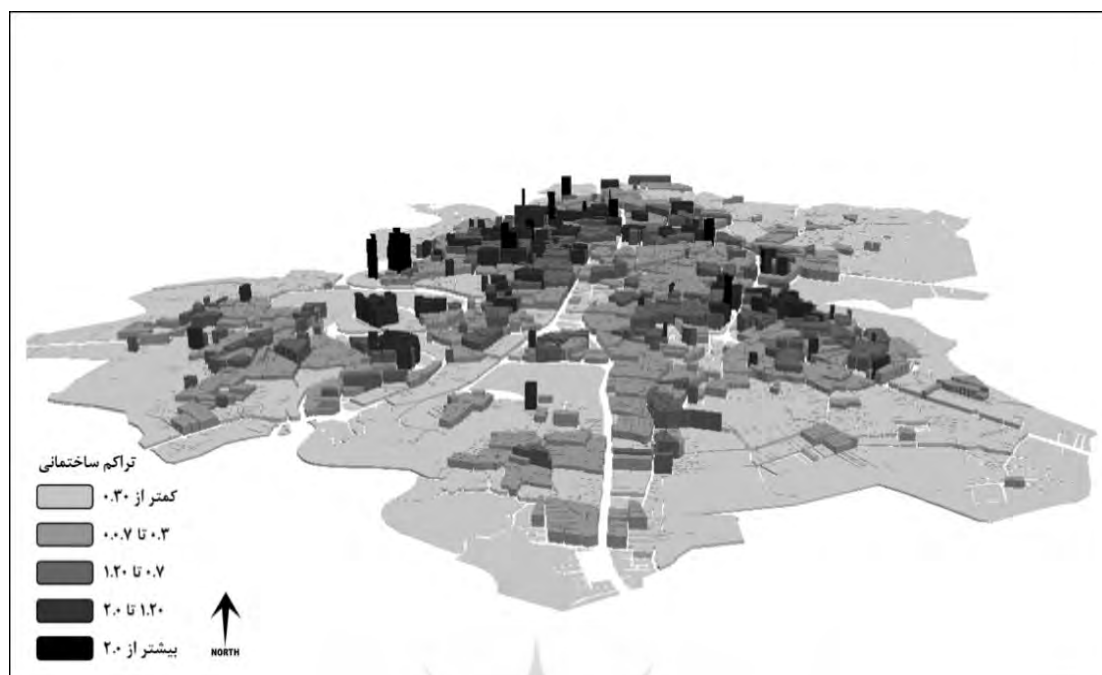 تراکم ساختمانی
کمتر از ۰.۳۰
۰.۳ تا ۰.۰.۷
۰.۷ تا ۱.۲۰
۱.۲۰ تا ۲.۰
بیشتر از ۲.۰
NORTH